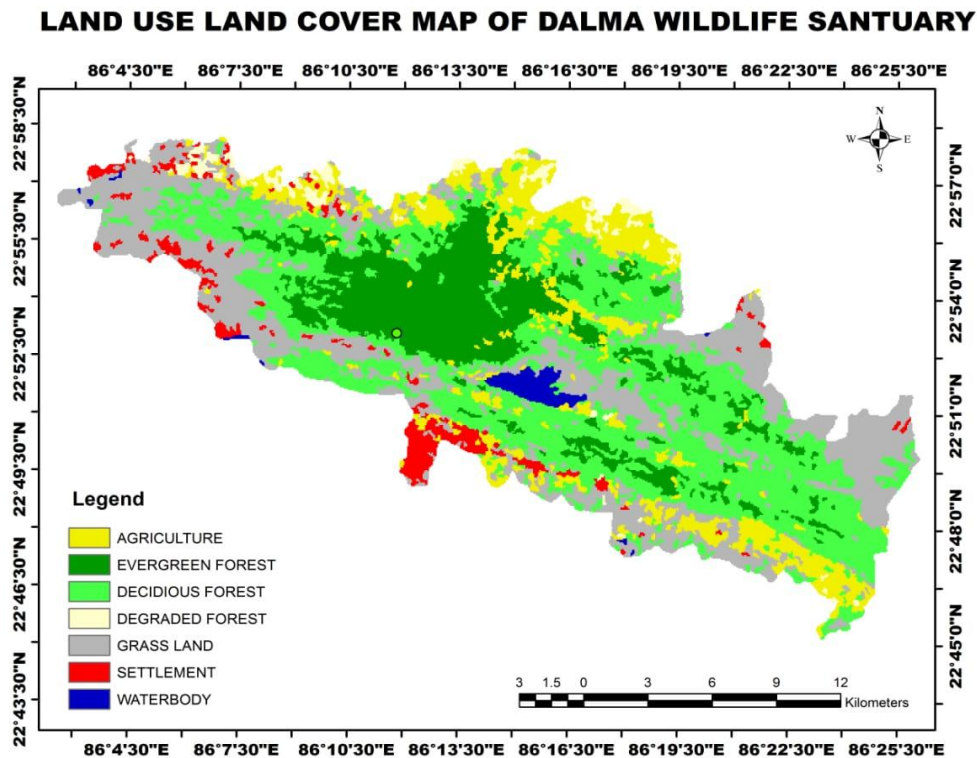 LAND USE LAND COVER MAP OF DALMA WILDLIFE SANTUARY
86°4'30"E 86°7'30"E 86°10'30"E 86°13'30"E 86°16'30"E 86°19'30"E 86°22'30"E 86°25'30"E
22°58'30"N
22°55'30"N
22°52'30"N
22°49'30"N
22°46'30"N
22°43'30"N
N
W E
S
22°57'0"N
22°54'0"N
22°51'0"N
22°48'0"N
22°45'0"N
Legend
AGRICULTURE
EVERGREEN FOREST
DECIDIOUS FOREST
DEGRADED FOREST
GRASS LAND
SETTLEMENT
WATERBODY
3 1.5 0 3 6 9 12
Kilometers
86°4'30"E 86°7'30"E 86°10'30"E 86°13'30"E 86°16'30"E 86°19'30"E 86°22'30"E 86°25'30"E